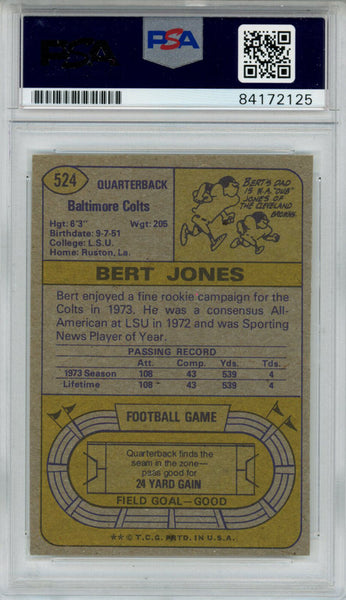 PSA
PSA
84172125
524
QUARTERBACK
Baltimore Colts
Hgt: 6'3" Wgt: 205
Birthdate: 9-7-51
College: L.S.U.
Home: Ruston, La.
BERT'S DAD
IS W.A. "DUB"
JONES OF
THE CLEVELAND
BROWNS.
BERT JONES
Bert enjoyed a fine rookie campaign for the
Colts in 1973. He was a consensus All-
American at LSU in 1972 and was Sporting
News Player of Year.
PASSING RECORD
Att. Comp. Yds. Tds.
1973 Season 108 43 539 4
Lifetime 108 43 539 4
FOOTBALL GAME
Quarterback finds the
seam in the zone—
pass good for
24 YARD GAIN
FIELD GOAL—GOOD
** © T.C.G. PRTD. IN U.S.A.